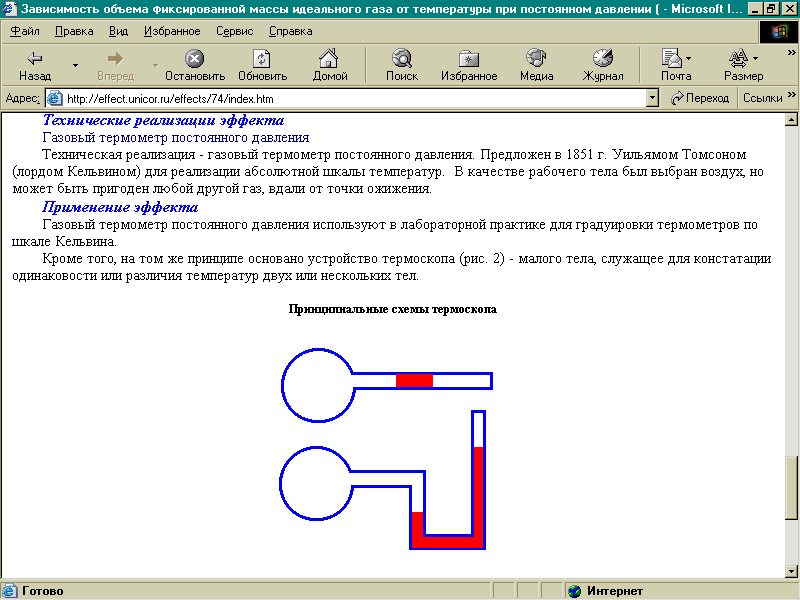 Зависимость объема фиксированной массы идеального газа от температуры при постоянном давлении ( - Microsoft I...
Файл Правка Вид Избранное Сервис Справка
Назад Вперед Остановить Обновить Домой Поиск Избранное Медиа Журнал Почта Размер »
Адрес: http://effect.unicor.ru/effects/74/index.htm Переход Ссылки »
Технические реализации эффекта
Газовый термометр постоянного давления
Техническая реализация - газовый термометр постоянного давления. Предложен в 1851 г. Уильямом Томсоном
(лордом Кельвином) для реализации абсолютной шкалы температур. В качестве рабочего тела был выбран воздух, но
может быть пригоден любой другой газ, вдали от точки ожижения.
Применение эффекта
Газовый термометр постоянного давления используют в лабораторной практике для градуировки термометров по
шкале Кельвина.
Кроме того, на том же принципе основано устройство термоскопа (рис. 2) - малого тела, служащее для констатации
одинаковости или различия температур двух или нескольких тел.
Принципиальные схемы термоскопа
Готово Интернет